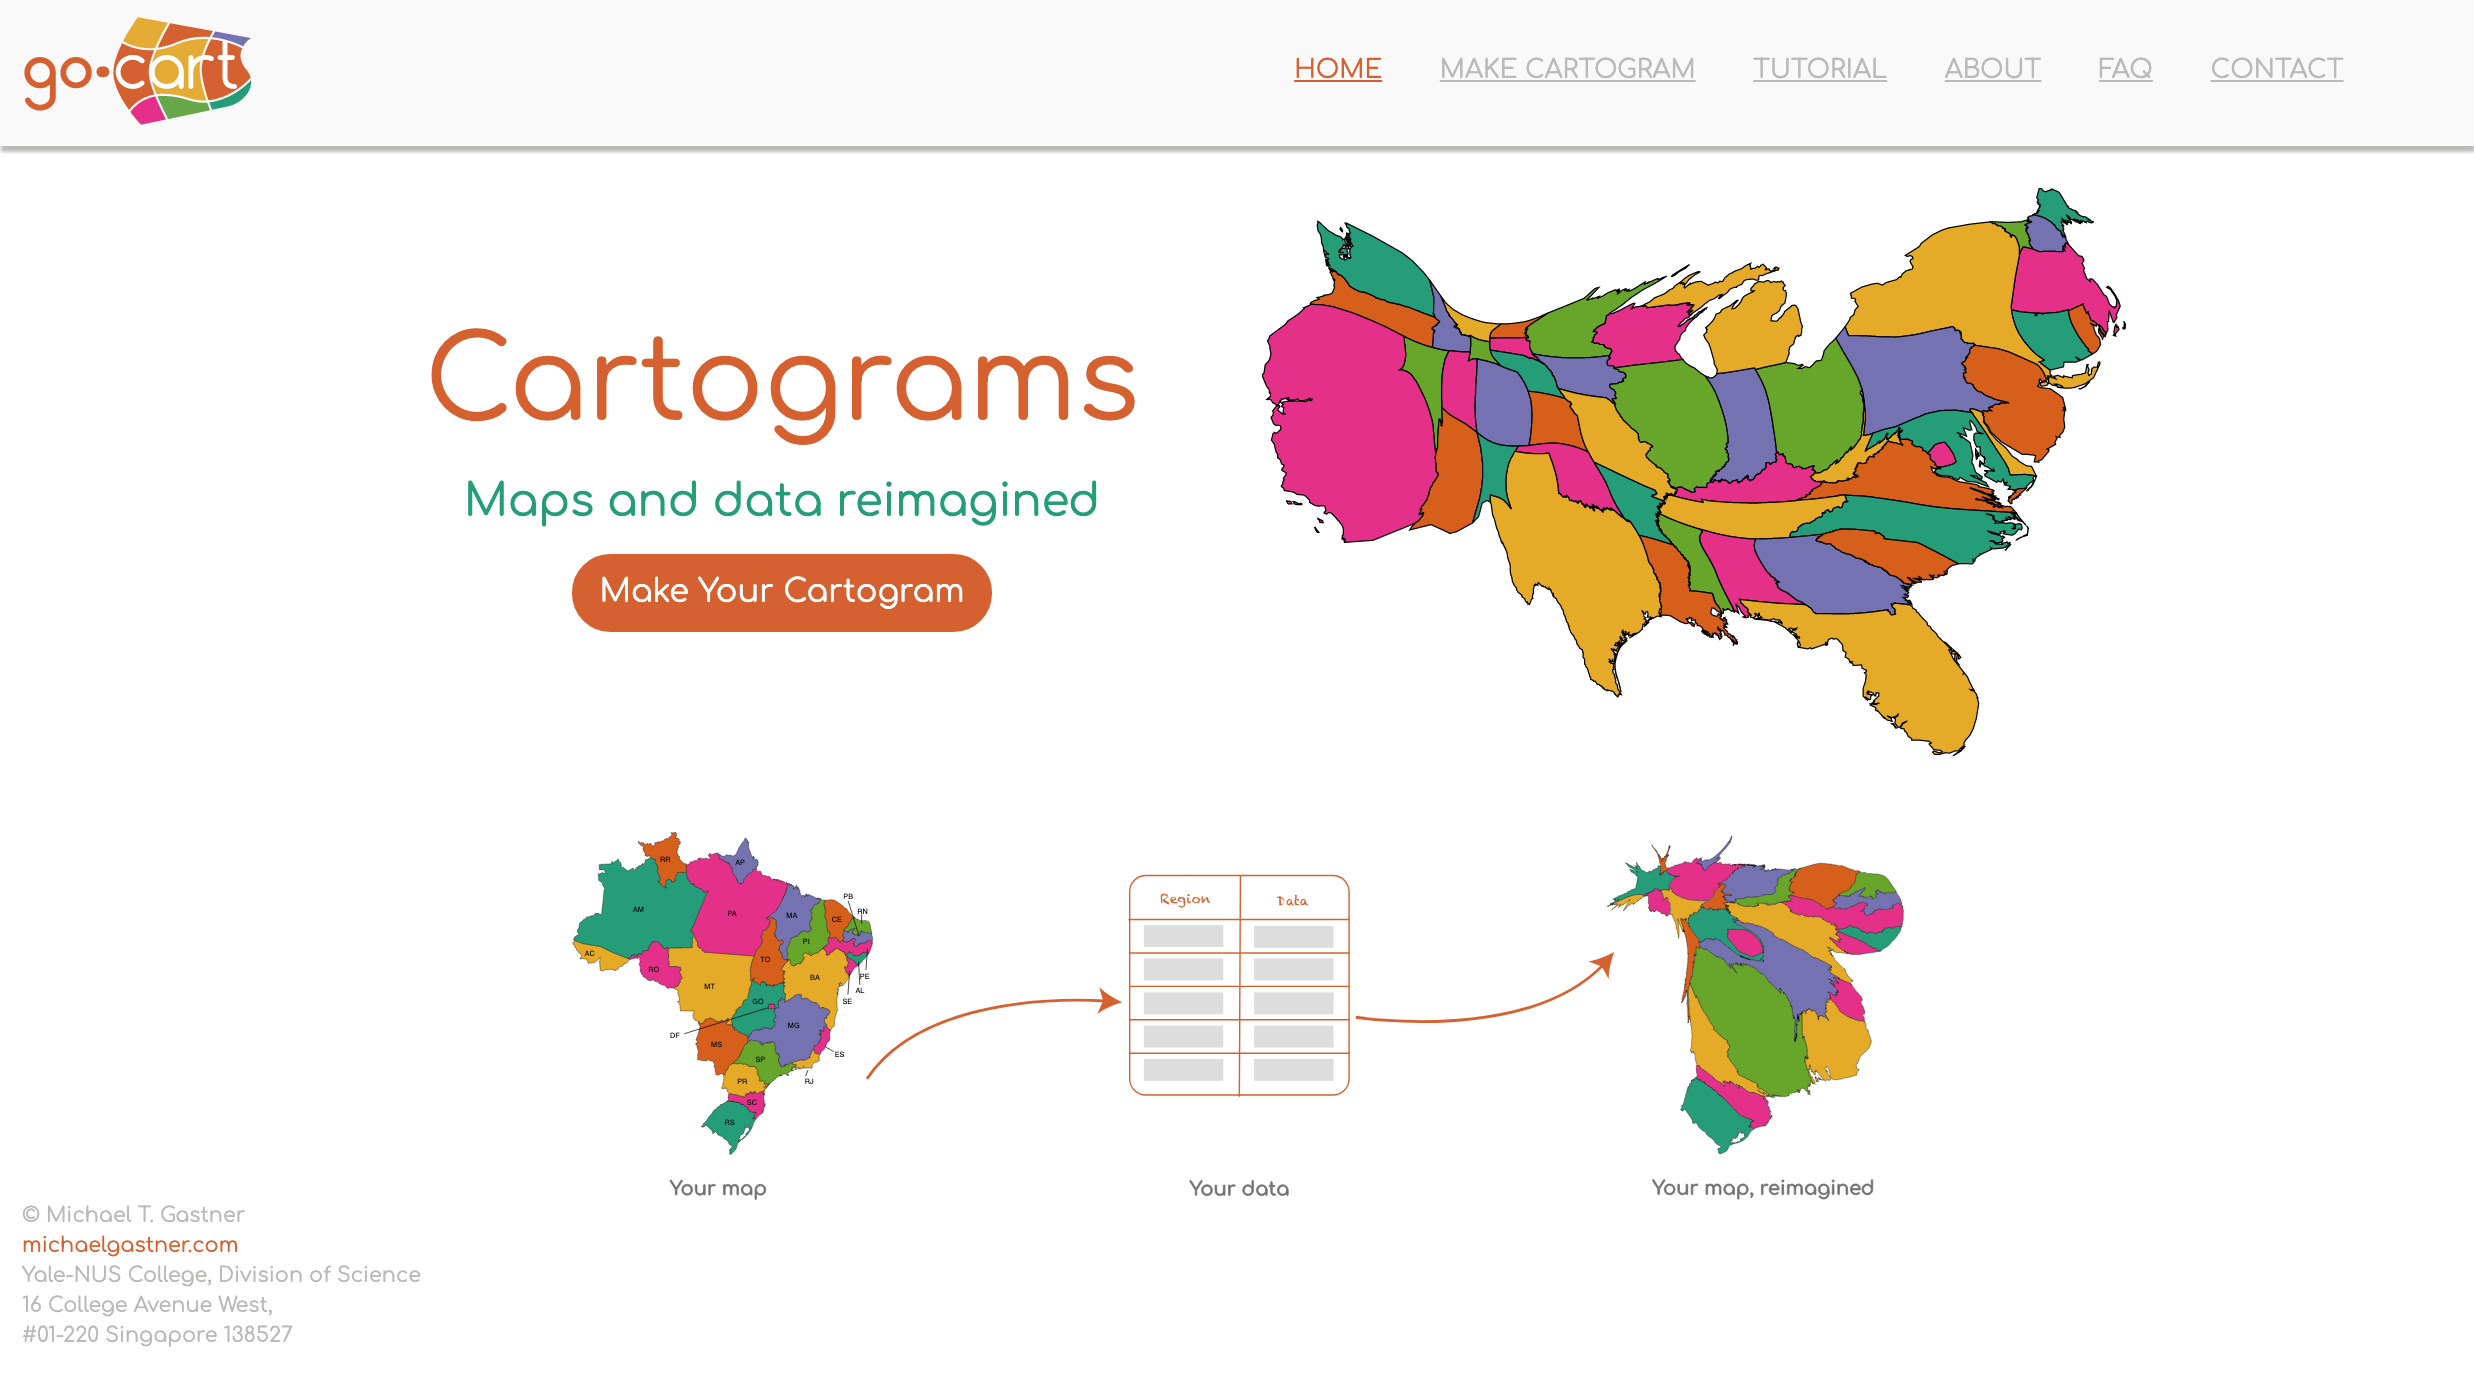 go-cart
HOME MAKE CARTOGRAM TUTORIAL ABOUT FAQ CONTACT
Cartograms
Maps and data reimagined
Make Your Cartogram
RR
AP
AM
PA
MA
CE
PB
RN
PI
AC
RO
TO
BA
PE
MT
AL
GO
SE
DF
MG
MS
SP
ES
PR
RJ
SC
RS
Region Data
Your map
Your data
Your map, reimagined
© Michael T. Gastner
michaelgastner.com
Yale-NUS College, Division of Science
16 College Avenue West,
#01-220 Singapore 138527